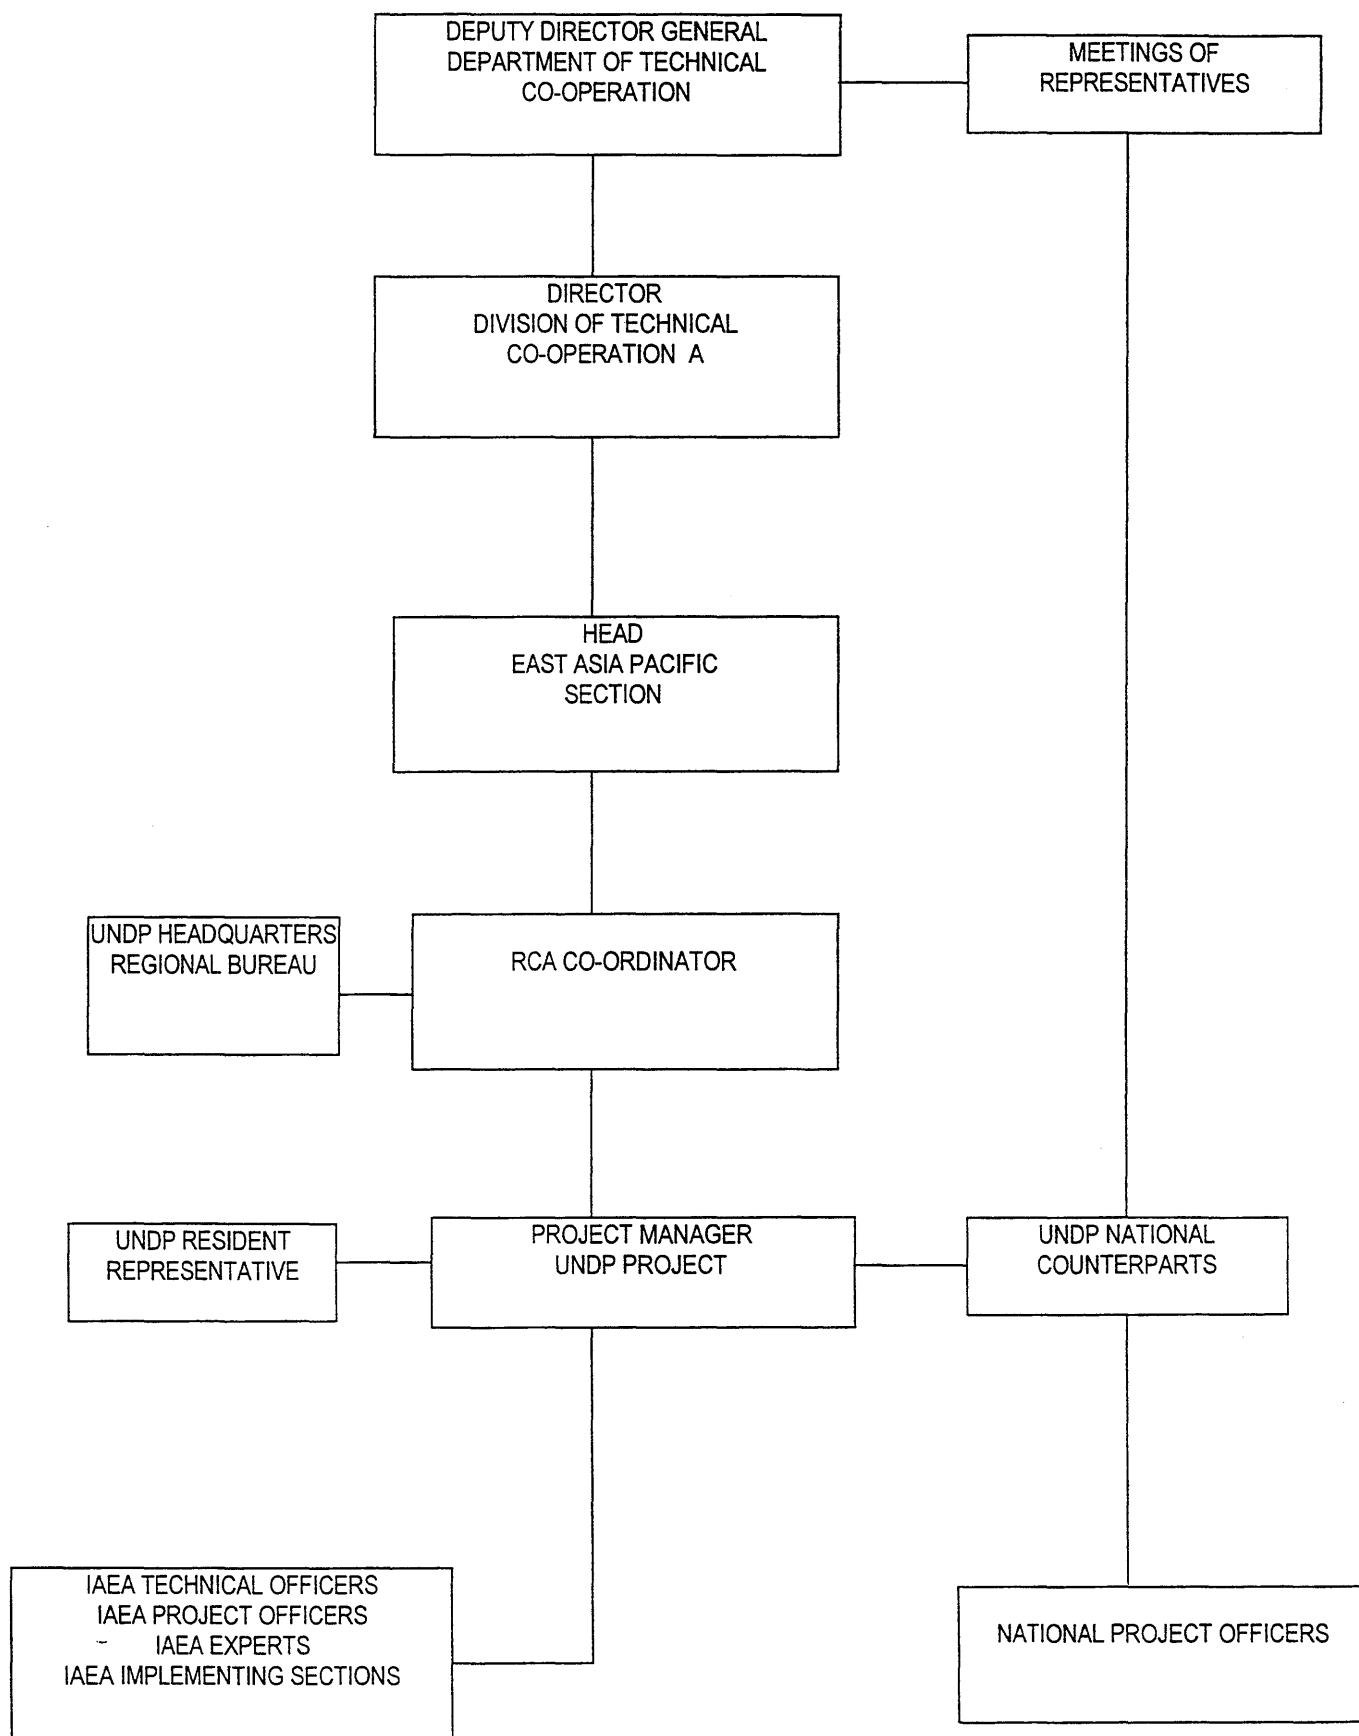 DEPUTY DIRECTOR GENERAL
DEPARTMENT OF TECHNICAL
CO-OPERATION
MEETINGS OF
REPRESENTATIVES
DIRECTOR
DIVISION OF TECHNICAL
CO-OPERATION A
HEAD
EAST ASIA PACIFIC
SECTION
UNDP HEADQUARTERS
REGIONAL BUREAU
RCA CO-ORDINATOR
UNDP RESIDENT
REPRESENTATIVE
PROJECT MANAGER
UNDP PROJECT
UNDP NATIONAL
COUNTERPARTS
IAEA TECHNICAL OFFICERS
IAEA PROJECT OFFICERS
IAEA EXPERTS
IAEA IMPLEMENTING SECTIONS
NATIONAL PROJECT OFFICERS